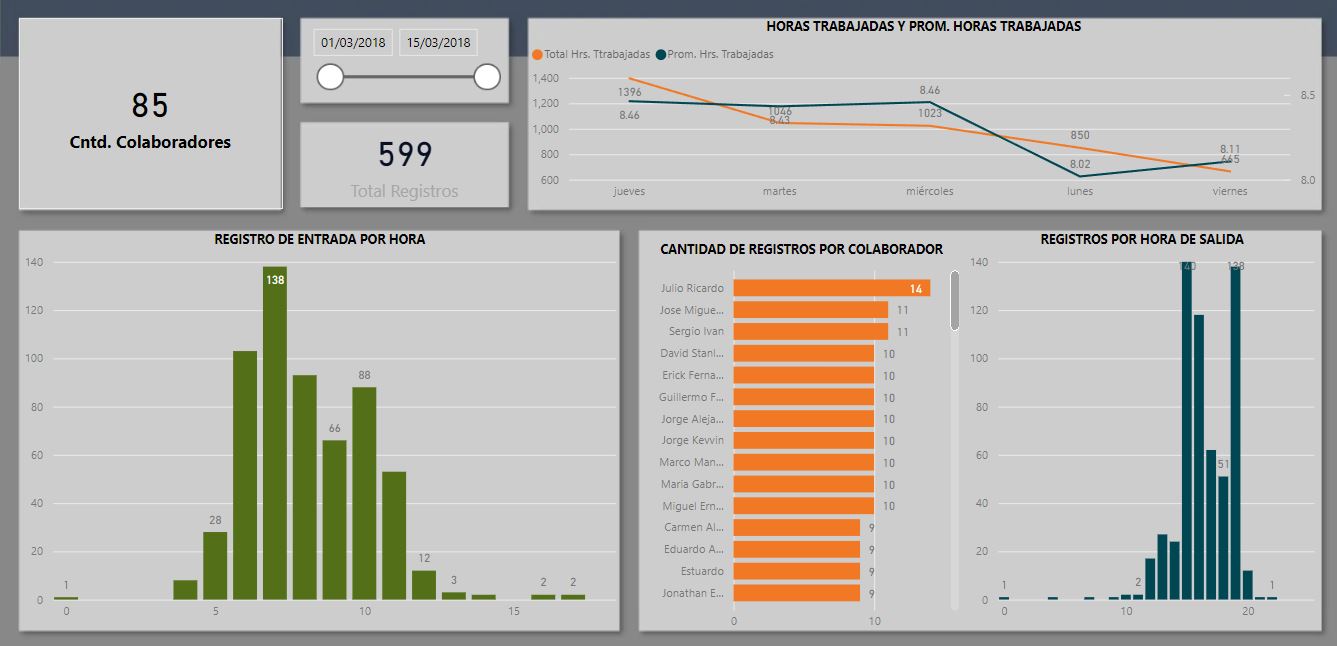 85
Cntd. Colaboradores
01/03/2018 15/03/2018
599
Total Registros
HORAS TRABAJADAS Y PROM. HORAS TRABAJADAS
Total Hrs. Ttrabajadas Prom. Hrs. Trabajadas
1,400
1,200
1,000
800
600
8.5
8.0
1396
8.46
1046
8.43
8.46
1023
850
8.02
8.11
665
jueves martes miércoles lunes viernes
REGISTRO DE ENTRADA POR HORA
140
120
100
80
60
40
20
0
1
28
138
66
88
12
3
2
2
0 5 10 15
CANTIDAD DE REGISTROS POR COLABORADOR
Julio Ricardo 14
Jose Migue... 11
Sergio Ivan 11
David Stanl... 10
Erick Ferna... 10
Guillermo F... 10
Jorge Aleja... 10
Jorge Kevvin 10
Marco Man... 10
Maria Gabr... 10
Miguel Ern... 10
Carmen Al... 9
Eduardo A... 9
Estuardo 9
Jonathan E... 9
0 10
REGISTROS POR HORA DE SALIDA
140
120
100
80
60
40
20
0
1
2
140
51
138
1
0 10 20